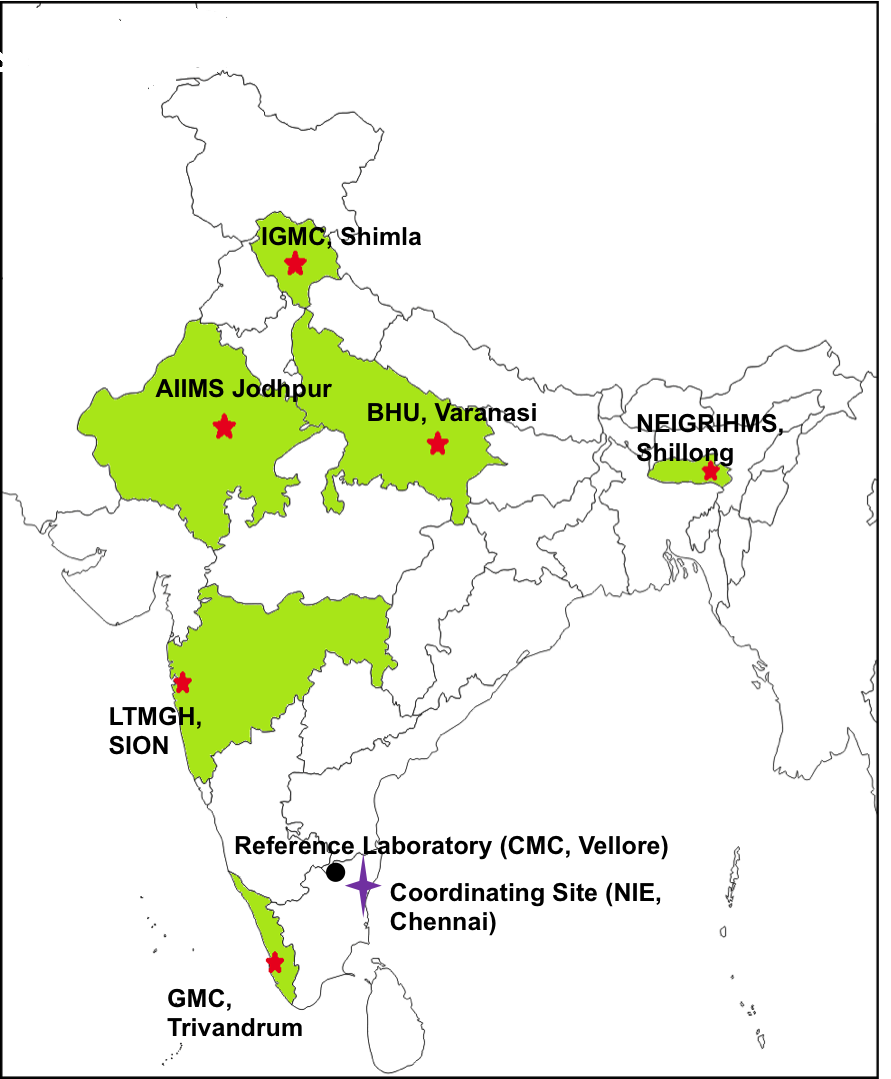 IGMC, Shimla
AIIMS Jodhpur
BHU, Varanasi
NEIGRIHMS,
Shillong
LTMGH,
SION
Reference Laboratory (CMC, Vellore)
Coordinating Site (NIE,
Chennai)
GMC,
Trivandrum